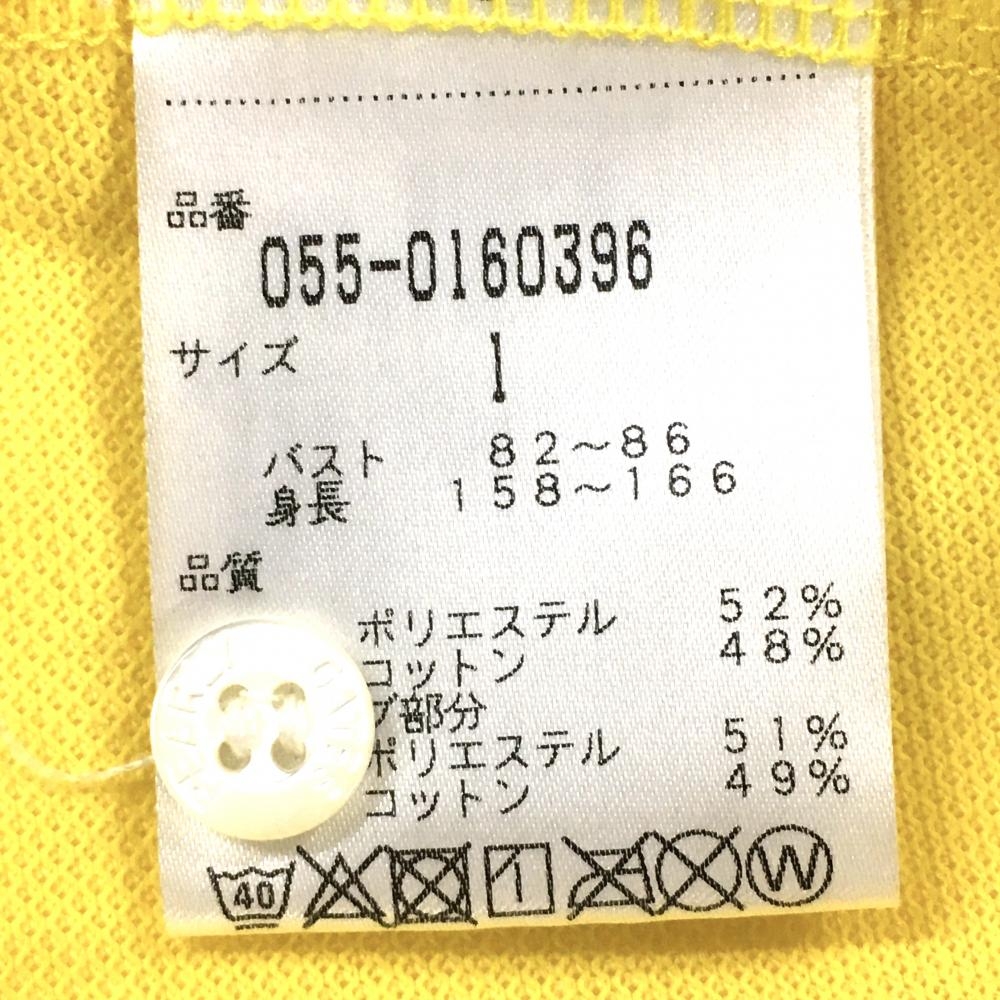 品番
055-0160396
サイズ 1
バスト 82～86
身長 158～166
品質
ポリエステル 52%
コットン 48%
ブ部分
ポリエステル 51%
コットン 49%
40 W